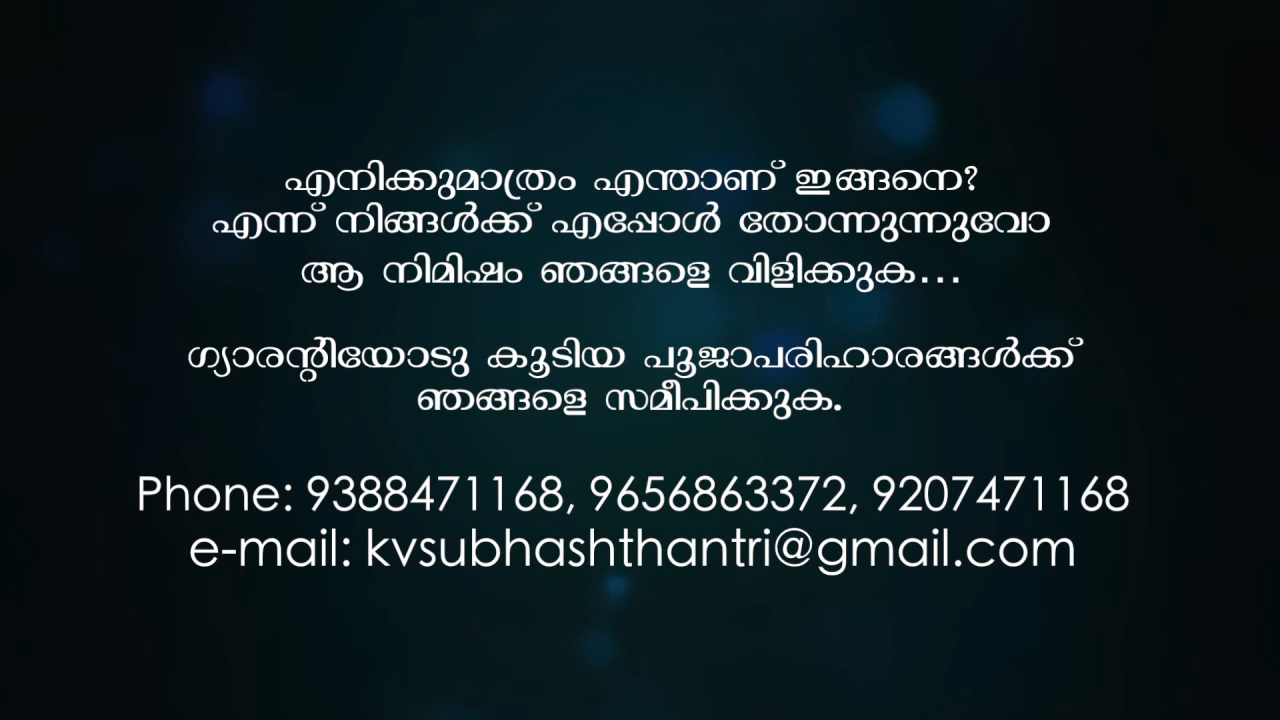 എനിക്കുമാത്രം എന്താണ് ഇങ്ങനെ?
എന്ന് നിങ്ങൾക്ക് എപ്പോൾ തോന്നുന്നുവോ
ആ നിമിഷം ഞങ്ങളെ വിളിക്കുക...
ഗ്യാരന്റിയോടു കൂടിയ പൂജാപരിഹാരങ്ങൾക്ക്
ഞങ്ങളെ സമീപിക്കുക.
Phone: 9388471168, 9656863372, 9207471168
e-mail: kvsubhashthantri@gmail.com